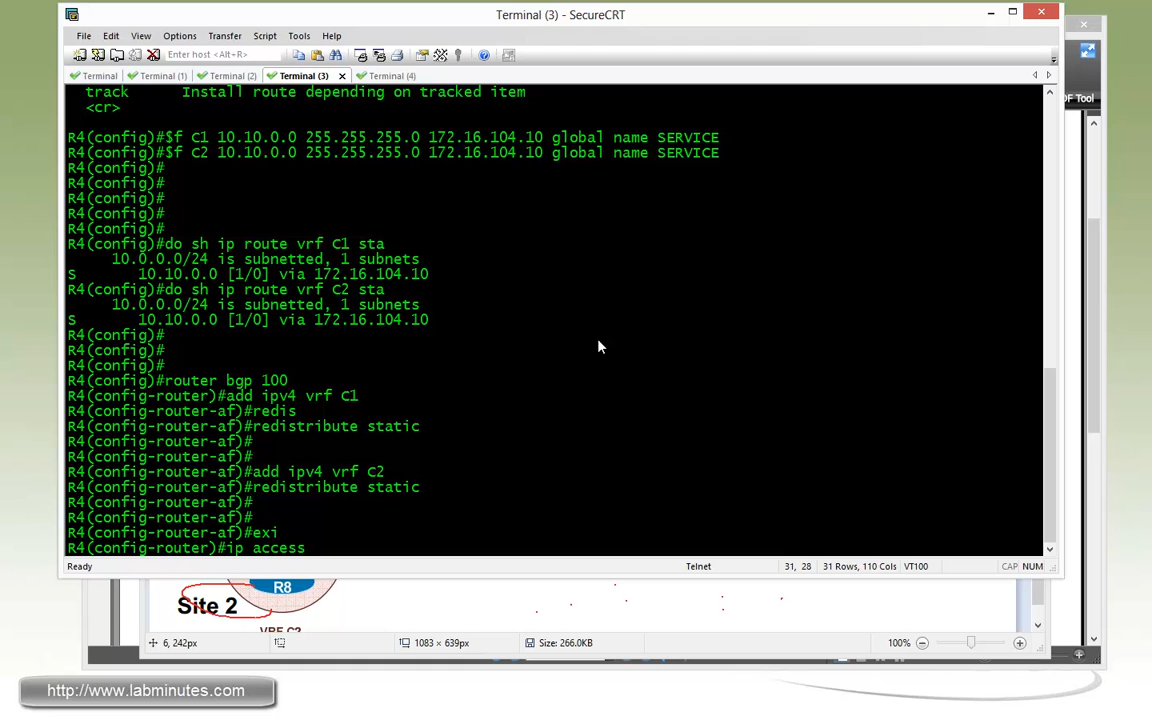 Terminal (3) - SecureCRT
File Edit View Options Transfer Script Tools Help
Enter host <Alt+R>
Terminal Terminal (1) Terminal (2) Terminal (3) Terminal (4)
DF Tool
track Install route depending on tracked item
<cr>
R4(config)#$f C1 10.10.0.0 255.255.255.0 172.16.104.10 global name SERVICE
R4(config)#$f C2 10.10.0.0 255.255.255.0 172.16.104.10 global name SERVICE
R4(config)#
R4(config)#
R4(config)#
R4(config)#
R4(config)#
R4(config)#do sh ip route vrf C1 sta
10.0.0.0/24 is subnetted, 1 subnets
S 10.10.0.0 [1/0] via 172.16.104.10
R4(config)#do sh ip route vrf C2 sta
10.0.0.0/24 is subnetted, 1 subnets
S 10.10.0.0 [1/0] via 172.16.104.10
R4(config)#
R4(config)#
R4(config)#
R4(config)#router bgp 100
R4(config-router)#add ipv4 vrf C1
R4(config-router-af)#redis
R4(config-router-af)#redistribute static
R4(config-router-af)#
R4(config-router-af)#
R4(config-router-af)#add ipv4 vrf C2
R4(config-router-af)#redistribute static
R4(config-router-af)#
R4(config-router-af)#
R4(config-router-af)#exi
R4(config-router)#ip access
Ready Telnet 31, 28 31 Rows, 110 Cols VT100 CAP NUM
R8
Site 2
VRF C2
6, 242px 1083 × 639px Size: 266.0KB 100%
http://www.labminutes.com